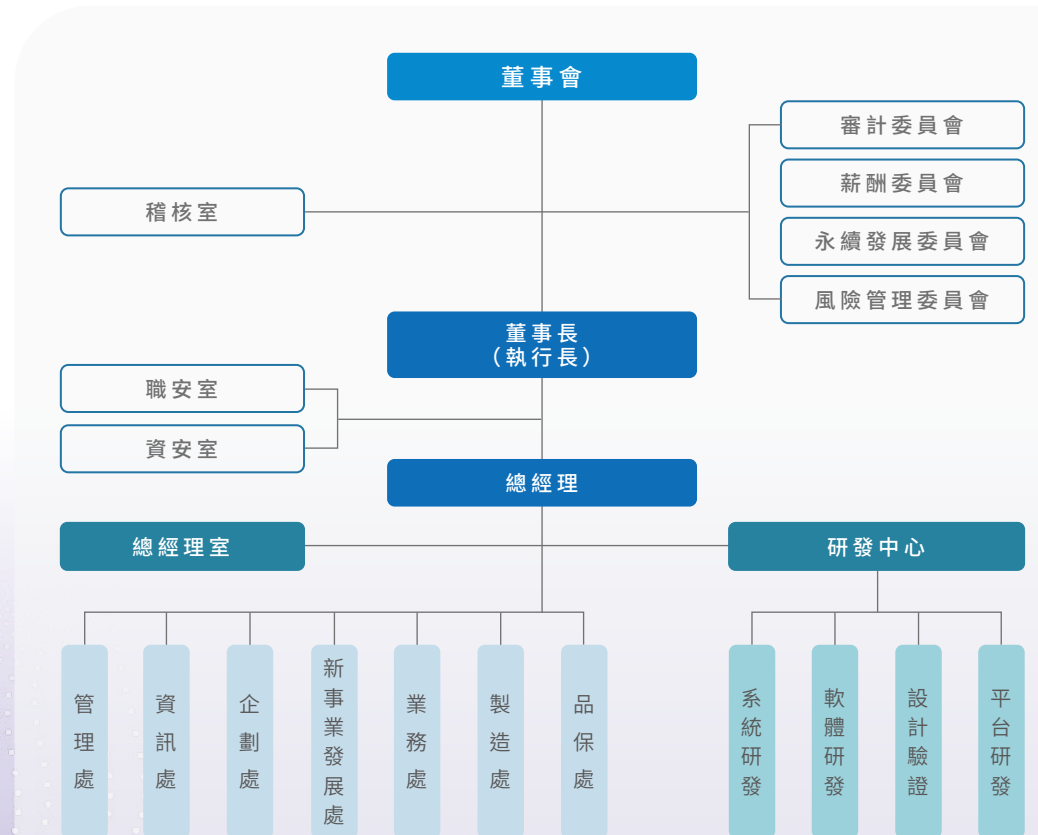 董事會
審計委員會
薪酬委員會
稽核室
永續發展委員會
風險管理委員會
董事長
（執行長）
職安室
資安室
總經理
總經理室
研發中心
管理處
資訊處
企劃處
新事業發展處
業務處
製造處
品保處
系統研發
軟體研發
設計驗證
平台研發